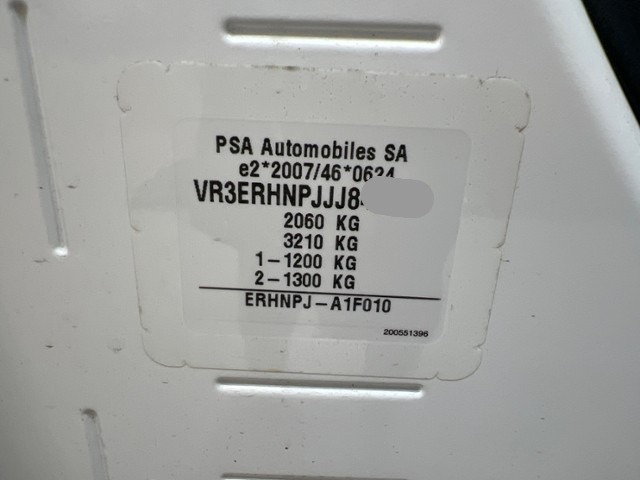 PSA Automobiles SA
e2*2007/46*0624
VR3ERHNPJJJ8
2060 KG
3210 KG
1-1200 KG
2-1300 KG
ERHNPJ-A1F010
200551396